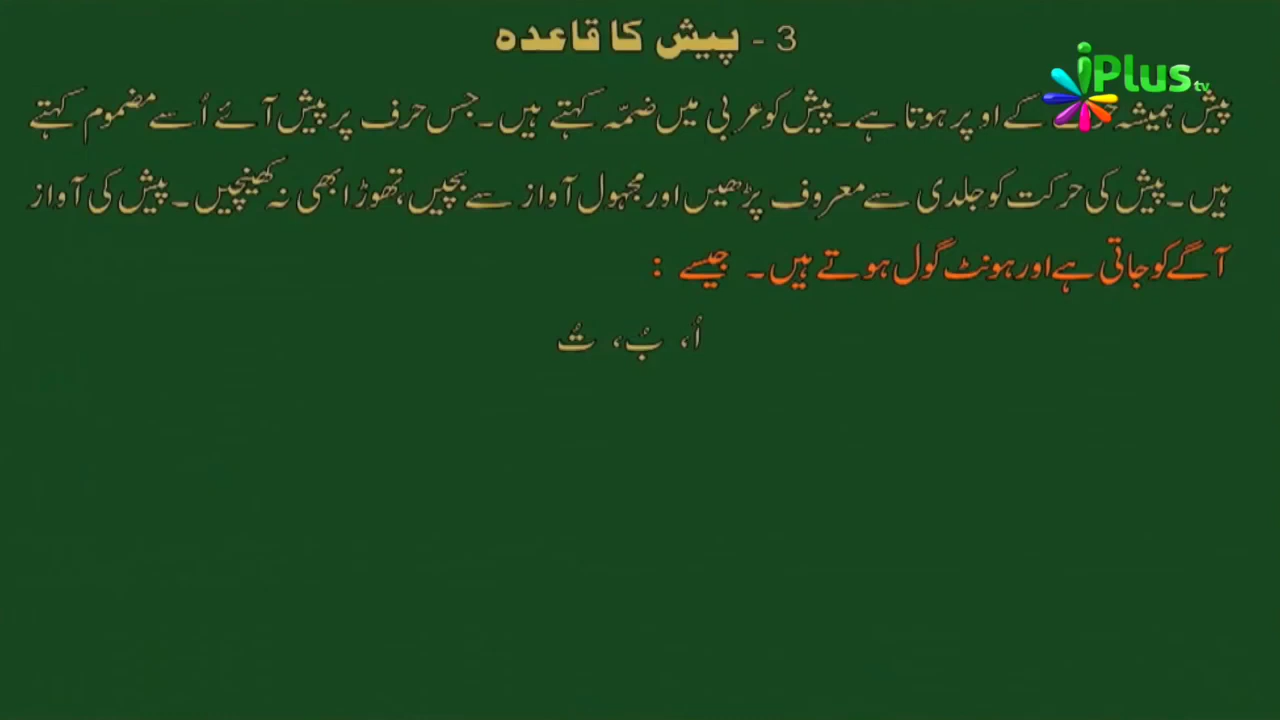 3 - پیش کا قاعدہ
iPlus tv
پیش ہمیشہ کے اوپر ہوتا ہے۔ پیش کو عربی میں ضمّہ کہتے ہیں۔ جس حرف پر پیش آئے اُسے مضموم کہتے
ہیں۔ پیش کی حرکت کو جلدی سے معروف پڑھیں اور مجہول آواز سے بچیں، تھوڑا بھی نہ کھینچیں۔ پیش کی آواز
آگے کو جاتی ہے اور ہونٹ گول ہوتے ہیں۔ جیسے :
اُ، بُ، تُ